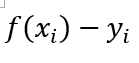 f(xᵢ) − yᵢ